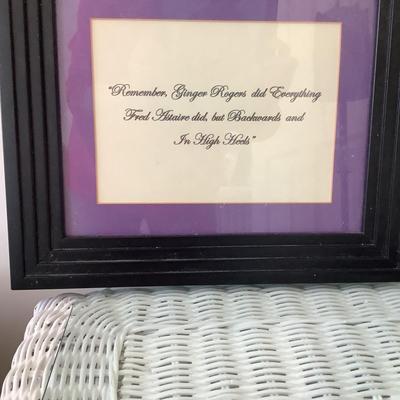 "Remember, Ginger Rogers did Everything
Fred Astaire did, but Backwards and
In High Heels"